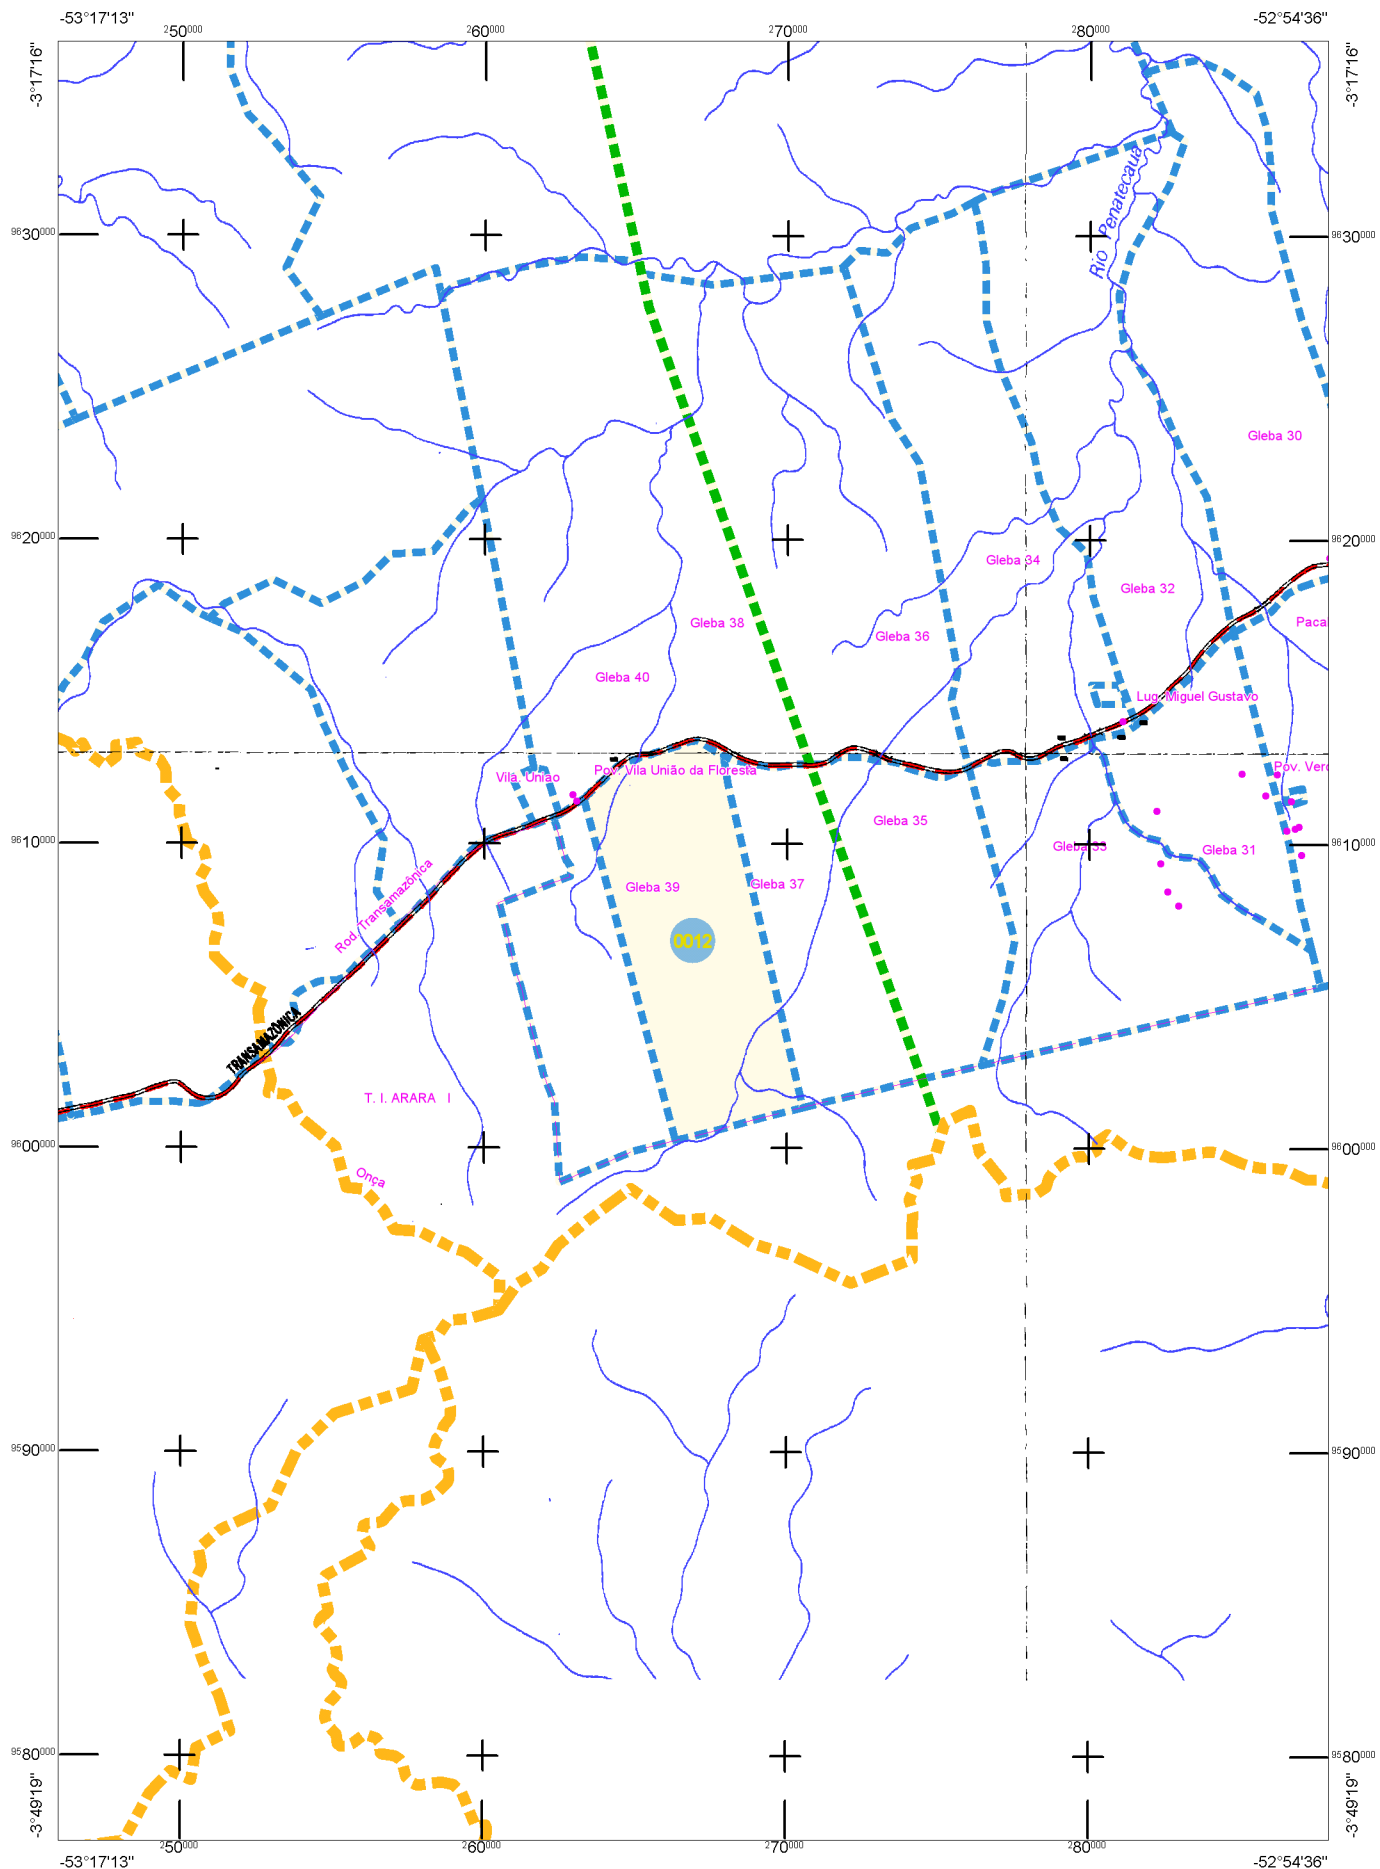 -53°17'13" -52°54'36"
250000 260000 270000 280000
-3°17'16" -3°17'16"
Rio Penatecaua
9630000 9630000
Gleba 30
9620000 9620000
Gleba 34
Gleba 32
Gleba 38
Gleba 36
Paca
Gleba 40
Lug. Miguel Gustavo
Vila. Uniao
Pov. Vila União da Floresta
Pov. Verd
Gleba 35
9610000 9610000
Gleba 33
Gleba 31
Rod. Transamazônica
Gleba 39
Gleba 37
0012
TRANSAMAZÔNICA
T. I. ARARA I
9600000 9600000
Onça
9590000 9590000
9580000 9580000
-3°49'19" -3°49'19"
250000 260000 270000 280000
-53°17'13" -52°54'36"